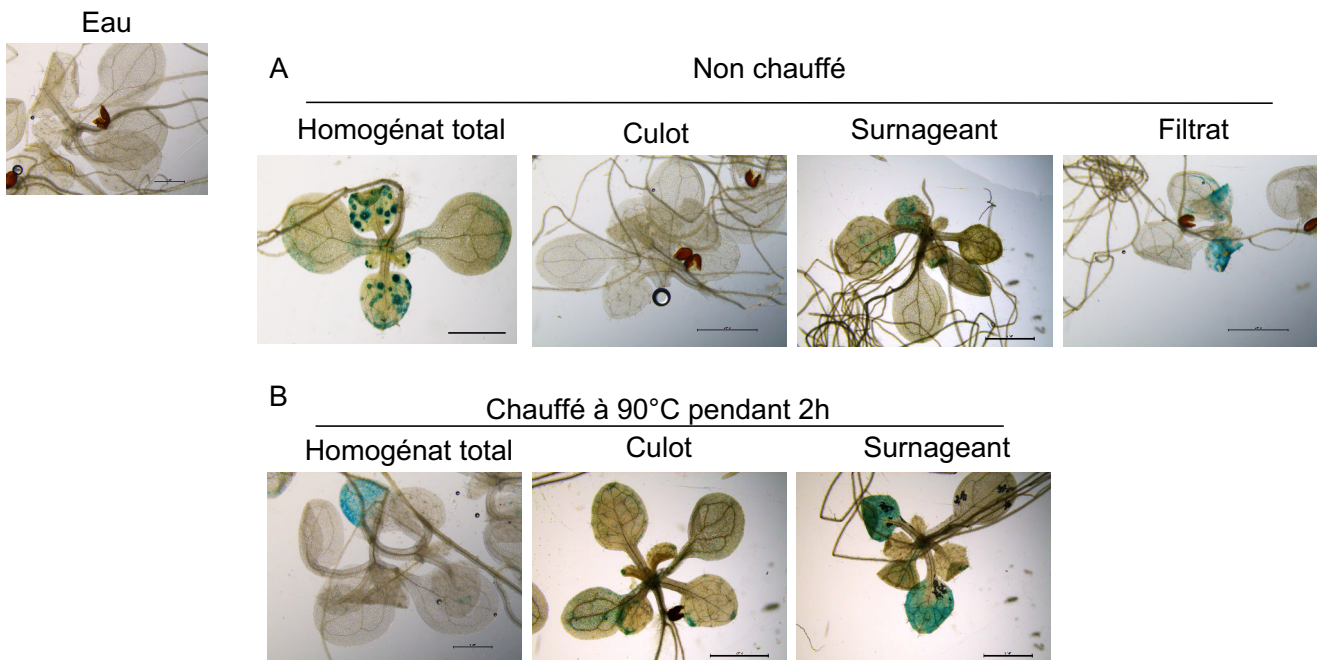 Eau
A
Non chauffé
Homogénat total
Culot
Surnageant
Filtrat
B
Chauffé à 90°C pendant 2h
Homogénat total
Culot
Surnageant